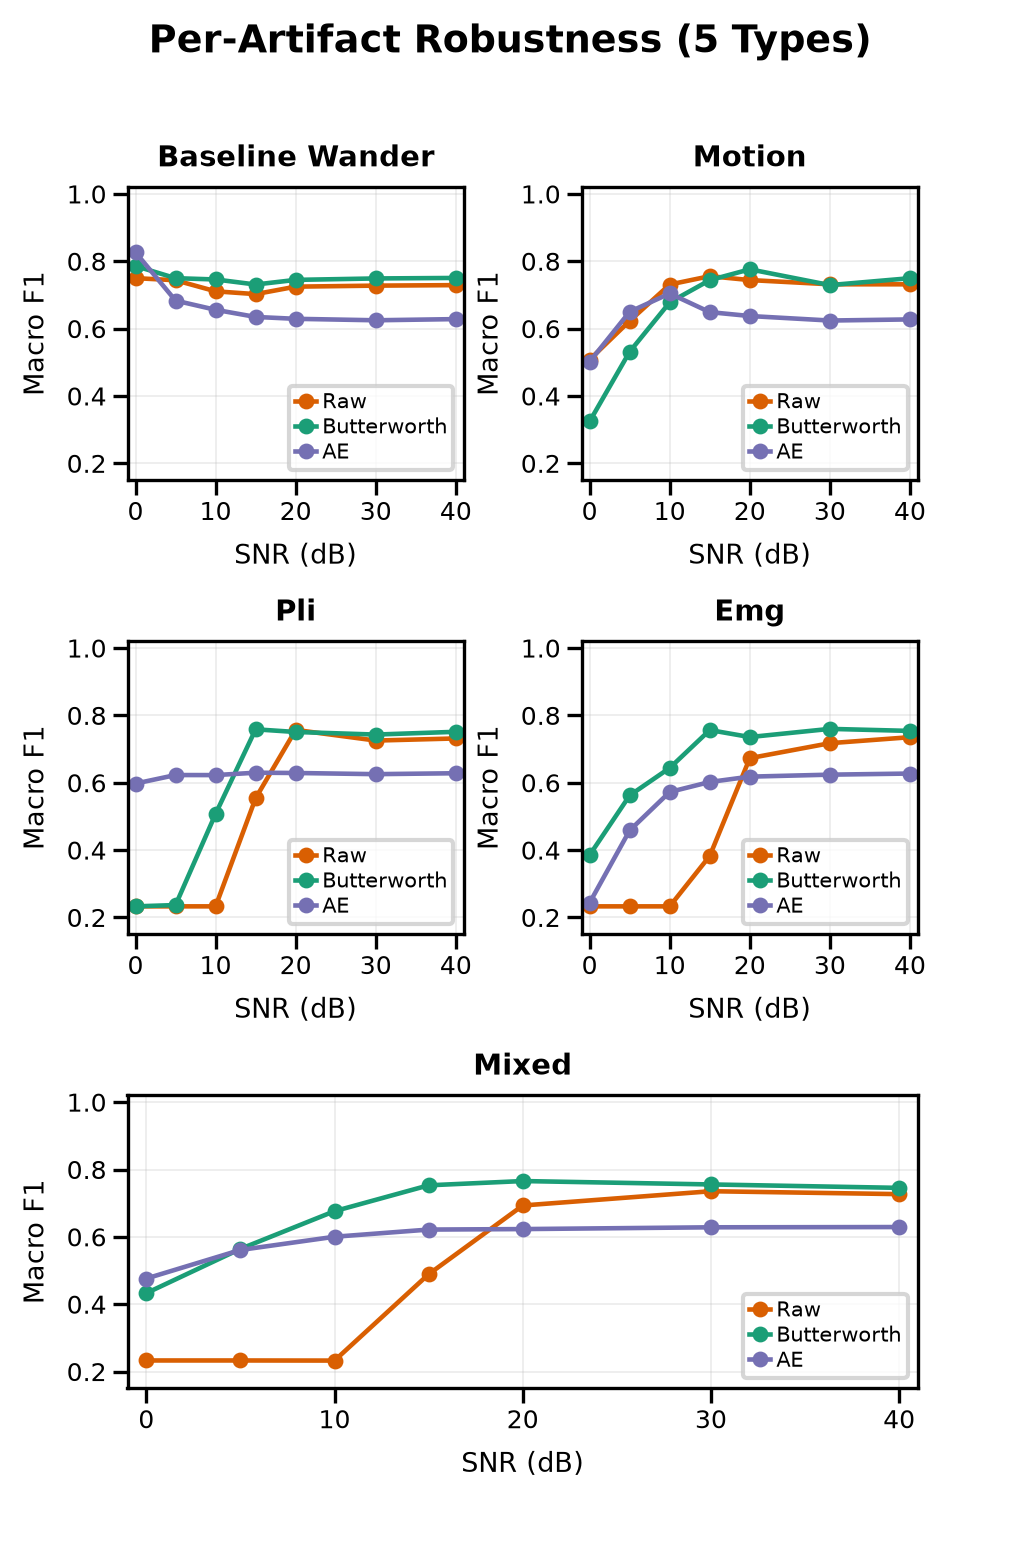 Per-Artifact Robustness (5 Types)
Baseline Wander
Macro F1
1.0
0.8
0.6
0.4
0.2
Raw
Butterworth
AE
0 10 20 30 40
SNR (dB)
Motion
Macro F1
1.0
0.8
0.6
0.4
0.2
Raw
Butterworth
AE
0 10 20 30 40
SNR (dB)
Pli
Macro F1
1.0
0.8
0.6
0.4
0.2
Raw
Butterworth
AE
0 10 20 30 40
SNR (dB)
Emg
Macro F1
1.0
0.8
0.6
0.4
0.2
Raw
Butterworth
AE
0 10 20 30 40
SNR (dB)
Mixed
Macro F1
1.0
0.8
0.6
0.4
0.2
Raw
Butterworth
AE
0 10 20 30 40
SNR (dB)